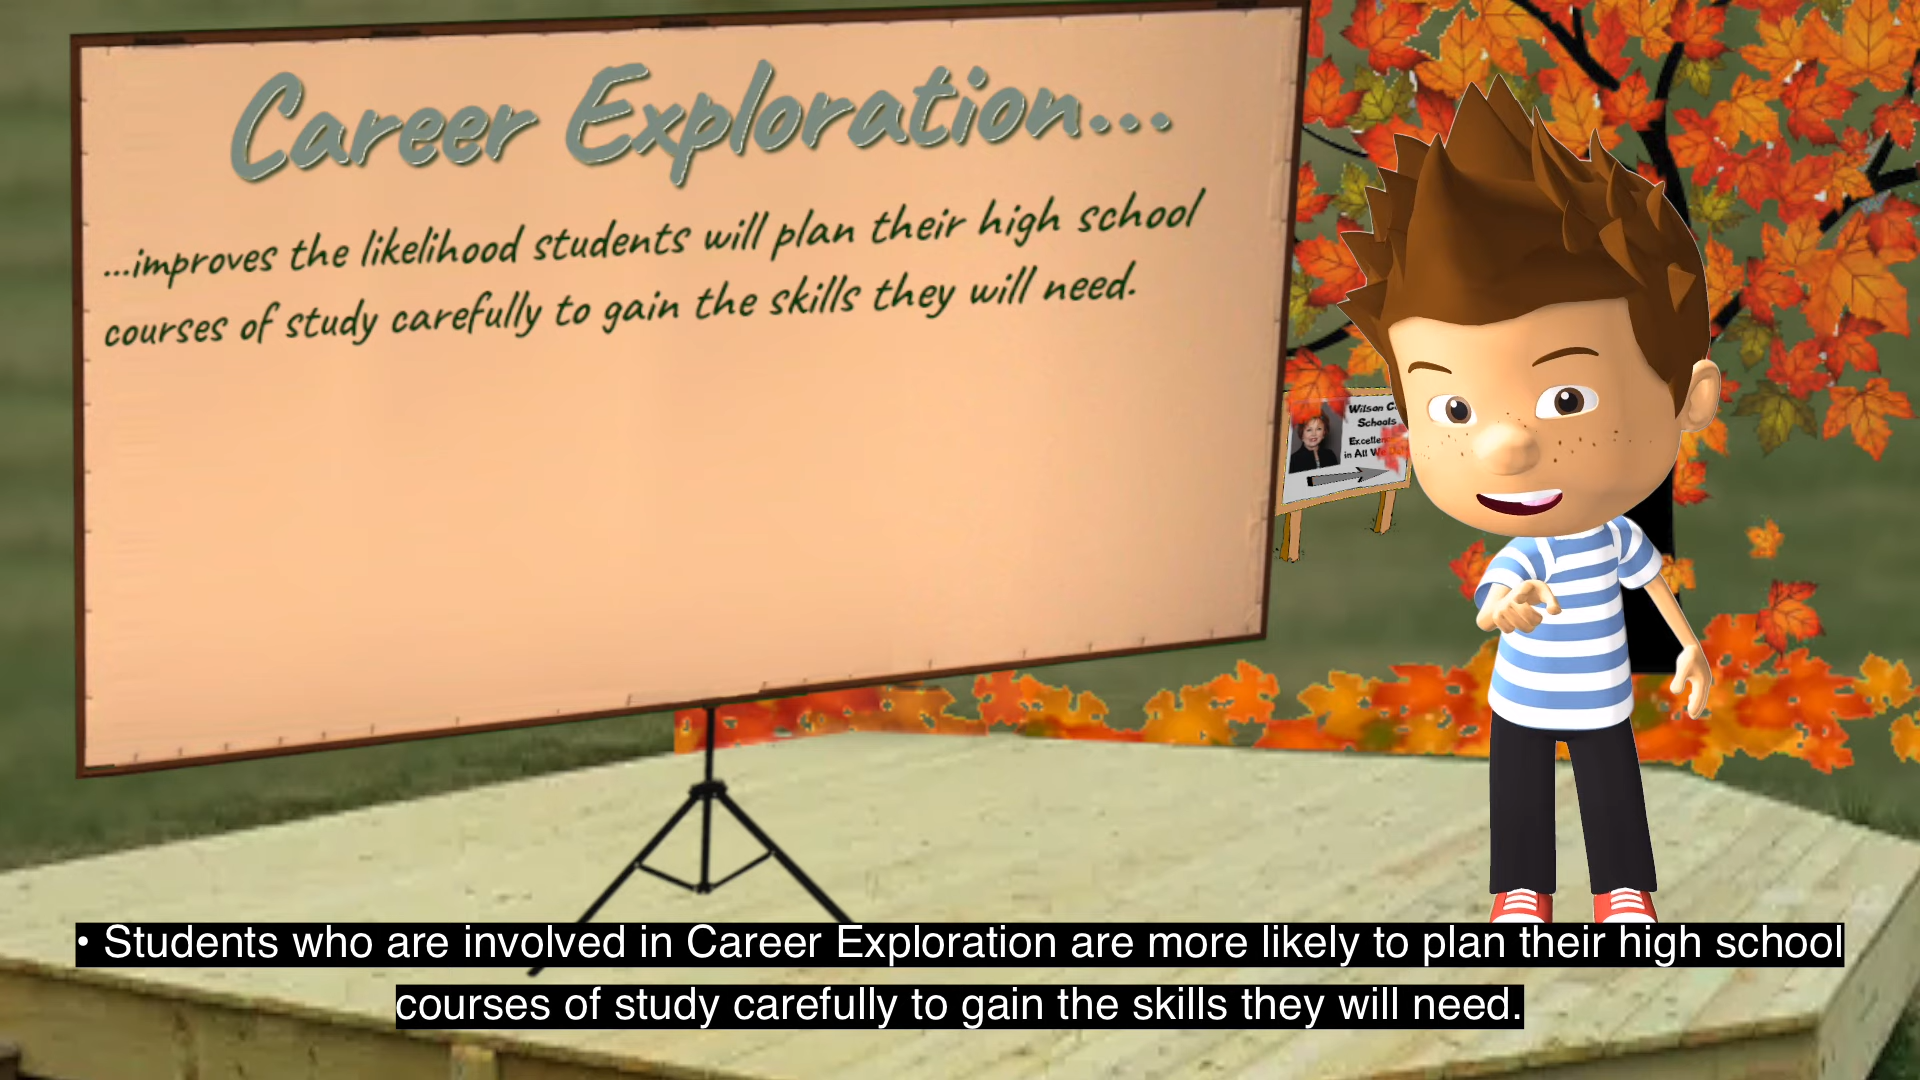 Career Exploration...
...improves the likelihood students will plan their high school
courses of study carefully to gain the skills they will need.
Wilson
Schools
in All
• Students who are involved in Career Exploration are more likely to plan their high school
courses of study carefully to gain the skills they will need.